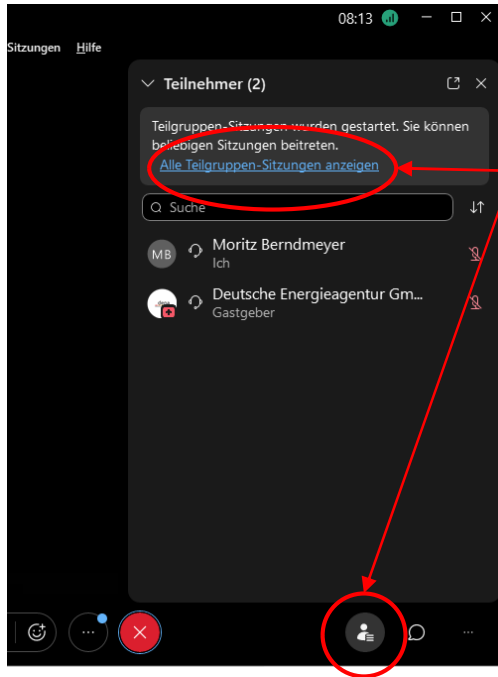 08:13
Sitzungen Hilfe
Teilnehmer (2)
Teilgruppen-Sitzungen wurden gestartet. Sie können
beliebigen Sitzungen beitreten.
Alle Teilgruppen-Sitzungen anzeigen
Suche
MB
Moritz Berndmeyer
Ich
Deutsche Energieagentur Gm...
Gastgeber